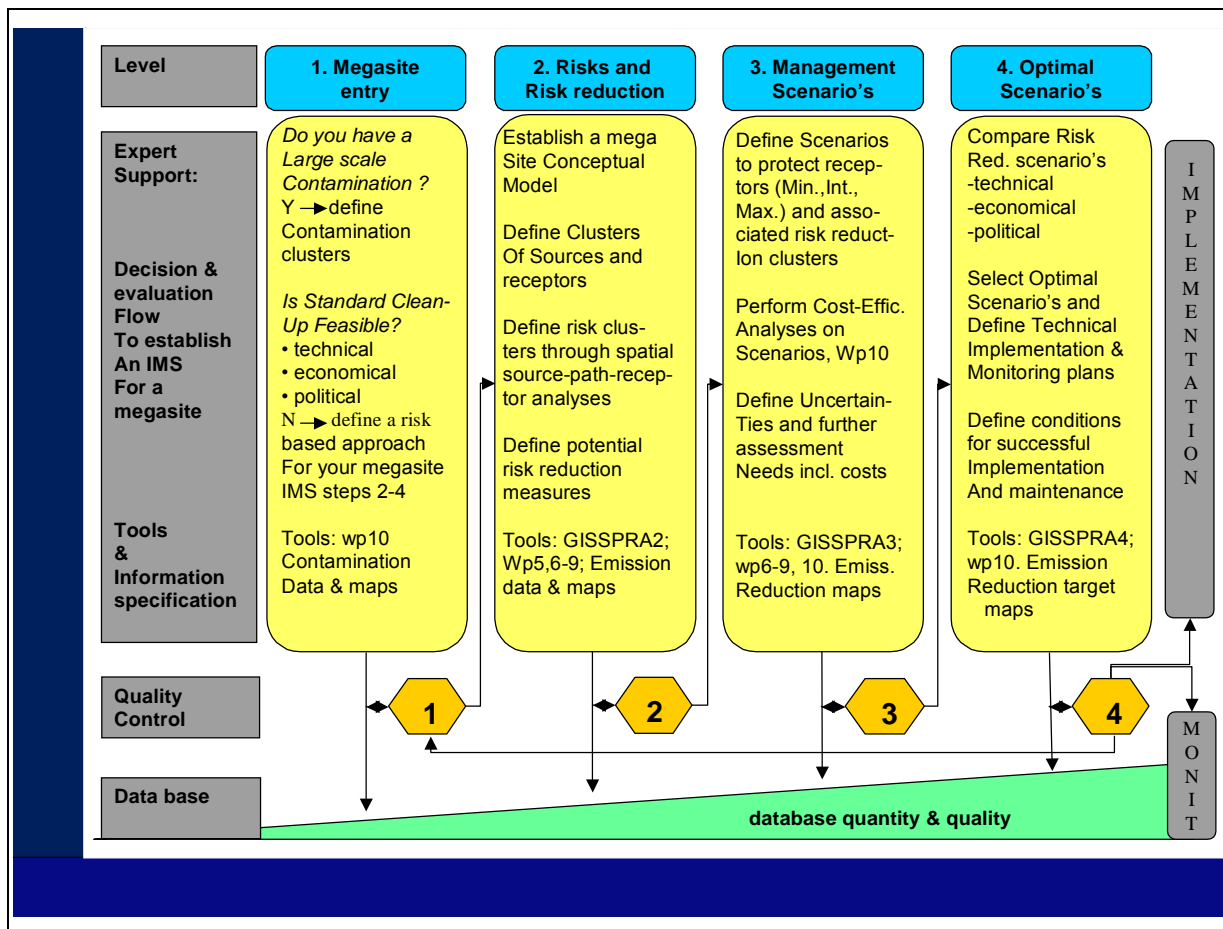 Level
1. Megasite
entry
2. Risks and
Risk reduction
3. Management
Scenario's
4. Optimal
Scenario's
Expert
Support:
Decision &
evaluation
Flow
To establish
An IMS
For a
megasite
Tools
&
Information
specification
Do you have a
Large scale
Contamination ?
Y → define
Contamination
clusters
Is Standard Clean-
Up Feasible?
• technical
• economical
• political
N → define a risk
based approach
For your megasite
IMS steps 2-4
Tools: wp10
Contamination
Data & maps
Establish a mega
Site Conceptual
Model
Define Clusters
Of Sources and
receptors
Define risk clus-
ters through spatial
source-path-recep-
tor analyses
Define potential
risk reduction
measures
Tools: GISSPRA2;
Wp5,6-9; Emission
data & maps
Define Scenarios
to protect recep-
tors (Min.,Int.,
Max.) and asso-
ciated risk reduct-
Ion clusters
Perform Cost-Effic.
Analyses on
Scenarios, Wp10
Define Uncertain-
Ties and further
assessment
Needs incl. costs
Tools: GISSPRA3;
wp6-9, 10. Emiss.
Reduction maps
Compare Risk
Red. scenario's
-technical
-economical
-political
Select Optimal
Scenario's and
Define Technical
Implementation &
Monitoring plans
Define conditions
for successful
Implementation
And maintenance
Tools: GISSPRA4;
wp10. Emission
Reduction target
maps
IMPLEMENTATION
Quality
Control
1
2
3
4
MONIT
Data base
database quantity & quality